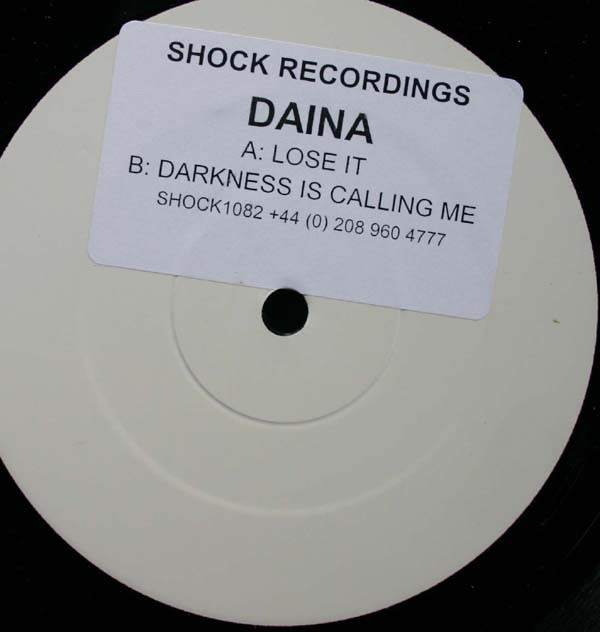 SHOCK RECORDINGS
DAINA
A: LOSE IT
B: DARKNESS IS CALLING ME
SHOCK1082 +44 (0) 208 960 4777